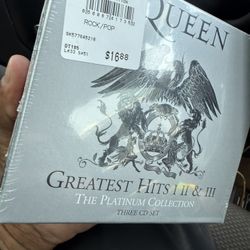 QUEEN
ROCK/POP
$16.88
GREATEST HITS I II & III
THE PLATINUM COLLECTION
THREE CD SET